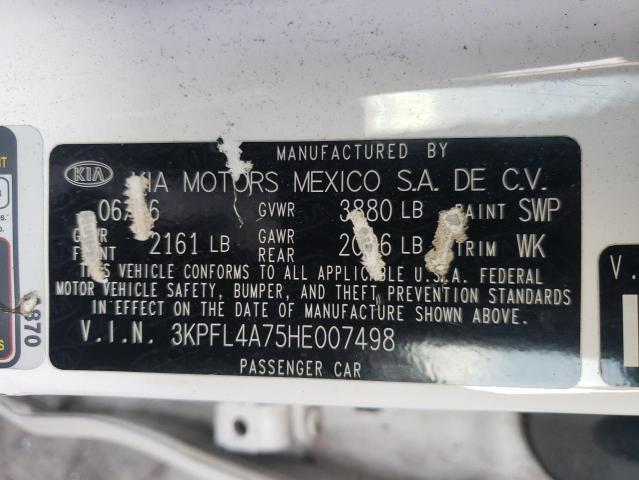 MANUFACTURED BY
KIA KIA MOTORS MEXICO S.A. DE C.V.
GVWR 3880 LB PAINT SWP
GAWR FRONT 2161 LB GAWR REAR LB TRIM WK
THIS VEHICLE CONFORMS TO ALL APPLICABLE U.S.A. FEDERAL
MOTOR VEHICLE SAFETY, BUMPER, AND THEFT PREVENTION STANDARDS
IN EFFECT ON THE DATE OF MANUFACTURE SHOWN ABOVE.
V.I.N. 3KPFL4A75HE007498
PASSENGER CAR